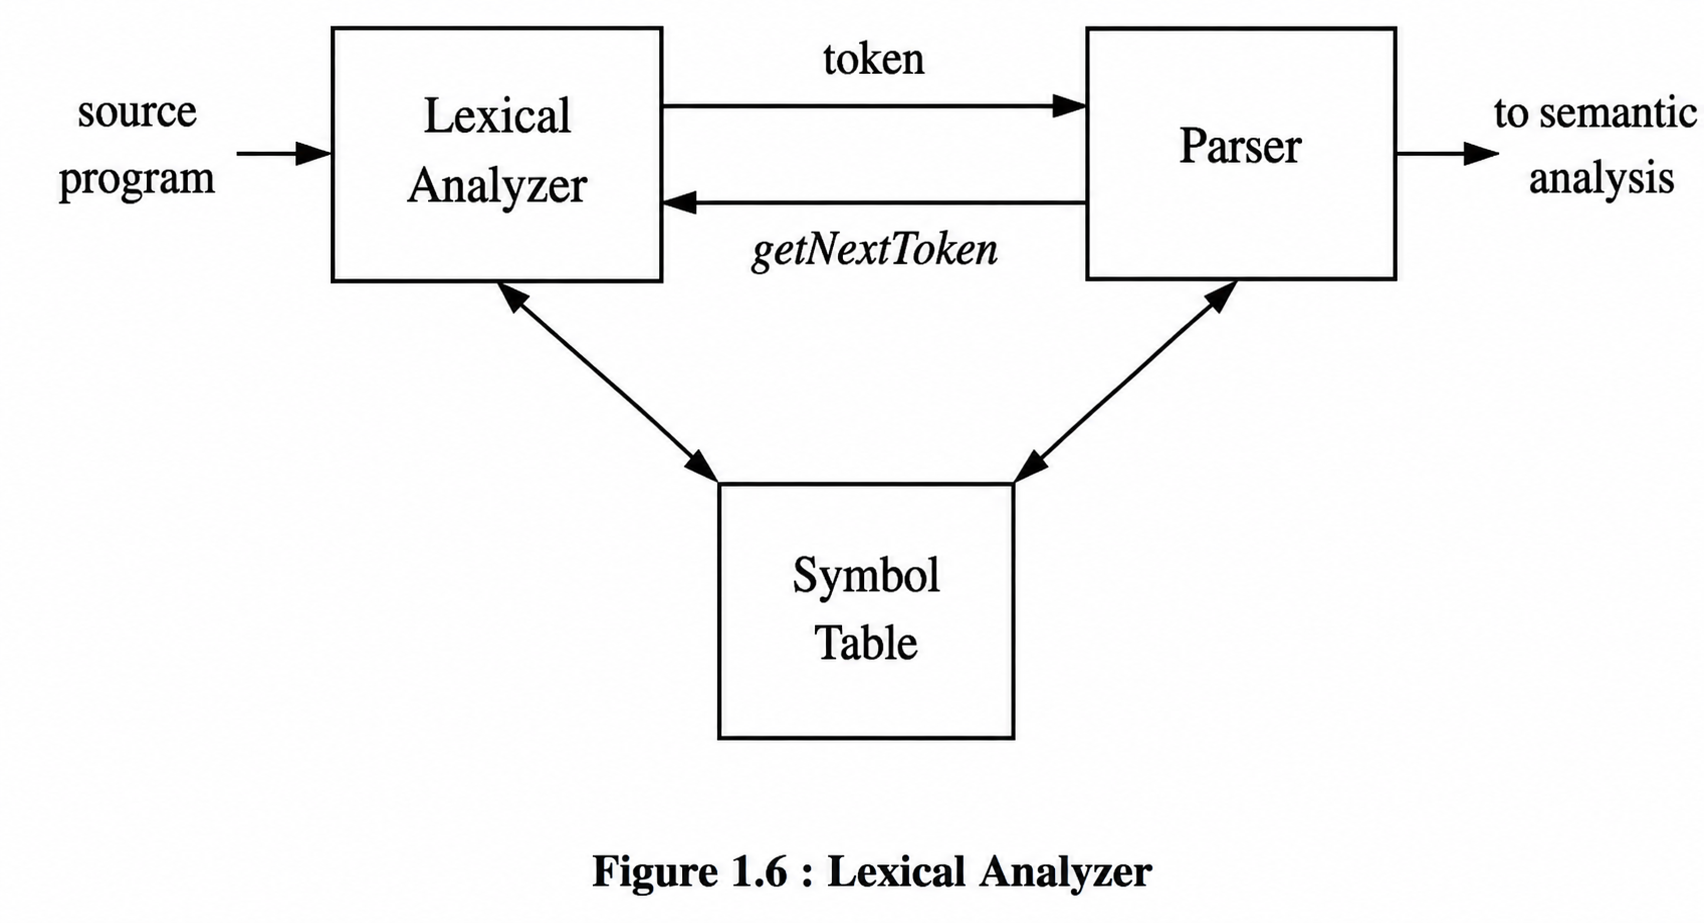 source
program
Lexical
Analyzer
token
getNextToken
Parser
to semantic
analysis
Symbol
Table
Figure 1.6 : Lexical Analyzer